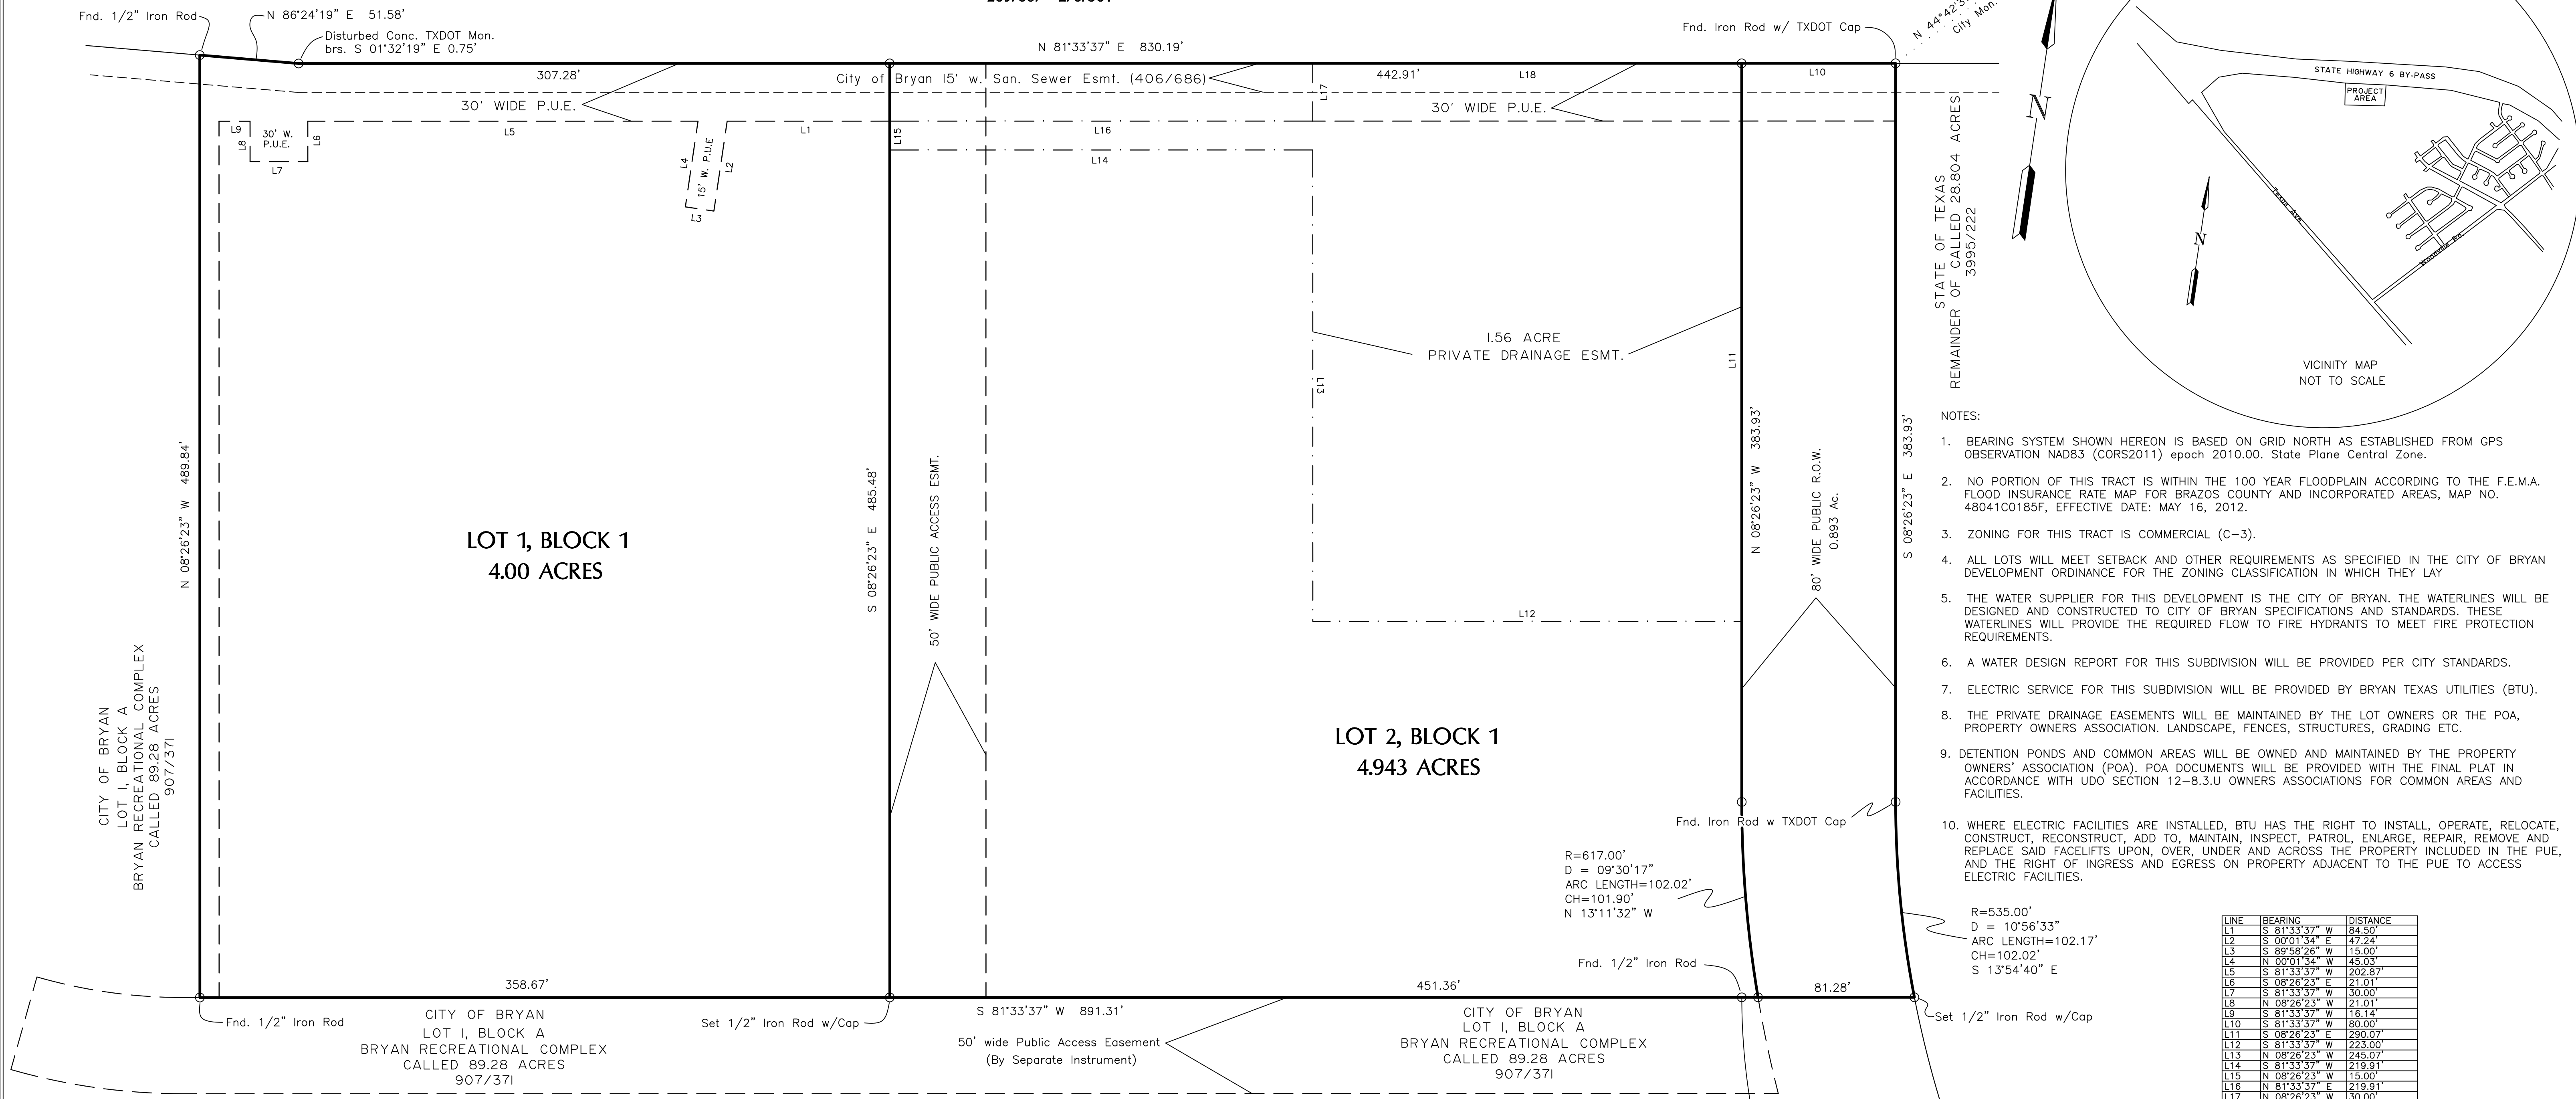 Fnd. 1/2" Iron Rod
N 86°24'19" E 51.58'
Disturbed Conc. TXDOT Mon.
brs. S 01°32'19" E 0.75'
N 81°33'37" E 830.19'
Fnd. Iron Rod w/ TXDOT Cap
City Mon.
307.28'
City of Bryan 15' w. San. Sewer Esmt. (406/686)
442.91'
L18
L10
L17
30' WIDE P.U.E.
30' WIDE P.U.E.
L9
30' W.
P.U.E.
L8
L6
L7
L5
L4
15' W. P.U.E
L2
L3
L1
L15
L16
L14
STATE OF TEXAS
REMAINDER OF CALLED 28.804 ACRES
3995/222
N
STATE HIGHWAY 6 BY-PASS
PROJECT
AREA
Texas Ave
Woodville Rd
N
VICINITY MAP
NOT TO SCALE
1.56 ACRE
PRIVATE DRAINAGE ESMT.
L11
L13
L12
N 08°26'23" W 489.84'
S 08°26'23" E 485.48'
50' WIDE PUBLIC ACCESS ESMT.
N 08°26'23" W 383.93'
80' WIDE PUBLIC R.O.W.
0.893 Ac.
S 08°26'23" E 383.93'
LOT 1, BLOCK 1
4.00 ACRES
LOT 2, BLOCK 1
4.943 ACRES
CITY OF BRYAN
LOT 1, BLOCK A
BRYAN RECREATIONAL COMPLEX
CALLED 89.28 ACRES
907/371
Fnd. Iron Rod w TXDOT Cap
R=617.00'
D = 09°30'17"
ARC LENGTH=102.02'
CH=101.90'
N 13°11'32" W
R=535.00'
D = 10°56'33"
ARC LENGTH=102.17'
CH=102.02'
S 13°54'40" E
Fnd. 1/2" Iron Rod
358.67'
451.36'
81.28'
Fnd. 1/2" Iron Rod
Set 1/2" Iron Rod w/Cap
S 81°33'37" W 891.31'
Set 1/2" Iron Rod w/Cap
CITY OF BRYAN
LOT 1, BLOCK A
BRYAN RECREATIONAL COMPLEX
CALLED 89.28 ACRES
907/371
50' wide Public Access Easement
(By Separate Instrument)
CITY OF BRYAN
LOT 1, BLOCK A
BRYAN RECREATIONAL COMPLEX
CALLED 89.28 ACRES
907/371
NOTES:
1. BEARING SYSTEM SHOWN HEREON IS BASED ON GRID NORTH AS ESTABLISHED FROM GPS
OBSERVATION NAD83 (CORS2011) epoch 2010.00. State Plane Central Zone.
2. NO PORTION OF THIS TRACT IS WITHIN THE 100 YEAR FLOODPLAIN ACCORDING TO THE F.E.M.A.
FLOOD INSURANCE RATE MAP FOR BRAZOS COUNTY AND INCORPORATED AREAS, MAP NO.
48041C0185F, EFFECTIVE DATE: MAY 16, 2012.
3. ZONING FOR THIS TRACT IS COMMERCIAL (C-3).
4. ALL LOTS WILL MEET SETBACK AND OTHER REQUIREMENTS AS SPECIFIED IN THE CITY OF BRYAN
DEVELOPMENT ORDINANCE FOR THE ZONING CLASSIFICATION IN WHICH THEY LAY
5. THE WATER SUPPLIER FOR THIS DEVELOPMENT IS THE CITY OF BRYAN. THE WATERLINES WILL BE
DESIGNED AND CONSTRUCTED TO CITY OF BRYAN SPECIFICATIONS AND STANDARDS. THESE
WATERLINES WILL PROVIDE THE REQUIRED FLOW TO FIRE HYDRANTS TO MEET FIRE PROTECTION
REQUIREMENTS.
6. A WATER DESIGN REPORT FOR THIS SUBDIVISION WILL BE PROVIDED PER CITY STANDARDS.
7. ELECTRIC SERVICE FOR THIS SUBDIVISION WILL BE PROVIDED BY BRYAN TEXAS UTILITIES (BTU).
8. THE PRIVATE DRAINAGE EASEMENTS WILL BE MAINTAINED BY THE LOT OWNERS OR THE POA,
PROPERTY OWNERS ASSOCIATION. LANDSCAPE, FENCES, STRUCTURES, GRADING ETC.
9. DETENTION PONDS AND COMMON AREAS WILL BE OWNED AND MAINTAINED BY THE PROPERTY
OWNERS' ASSOCIATION (POA). POA DOCUMENTS WILL BE PROVIDED WITH THE FINAL PLAT IN
ACCORDANCE WITH UDO SECTION 12-8.3.U OWNERS ASSOCIATIONS FOR COMMON AREAS AND
FACILITIES.
10. WHERE ELECTRIC FACILITIES ARE INSTALLED, BTU HAS THE RIGHT TO INSTALL, OPERATE, RELOCATE,
CONSTRUCT, RECONSTRUCT, ADD TO, MAINTAIN, INSPECT, PATROL, ENLARGE, REPAIR, REMOVE AND
REPLACE SAID FACELIFTS UPON, OVER, UNDER AND ACROSS THE PROPERTY INCLUDED IN THE PUE,
AND THE RIGHT OF INGRESS AND EGRESS ON PROPERTY ADJACENT TO THE PUE TO ACCESS
ELECTRIC FACILITIES.
LINE BEARING DISTANCE
L1 S 81°33'37" W 84.50'
L2 S 00°01'34" E 47.24'
L3 S 89°58'26" W 15.00'
L4 N 00°01'34" W 45.03'
L5 S 81°33'37" W 202.87'
L6 S 08°26'23" E 21.01'
L7 S 81°33'37" W 30.00'
L8 N 08°26'23" W 21.01'
L9 S 81°33'37" W 16.14'
L10 S 81°33'37" W 80.00'
L11 S 08°26'23" E 290.07'
L12 S 81°33'37" W 223.00'
L13 N 08°26'23" W 245.07'
L14 S 81°33'37" W 219.91'
L15 N 08°26'23" W 15.00'
L16 N 81°33'37" E 219.91'
L17 N 08°26'23" W 30.00'